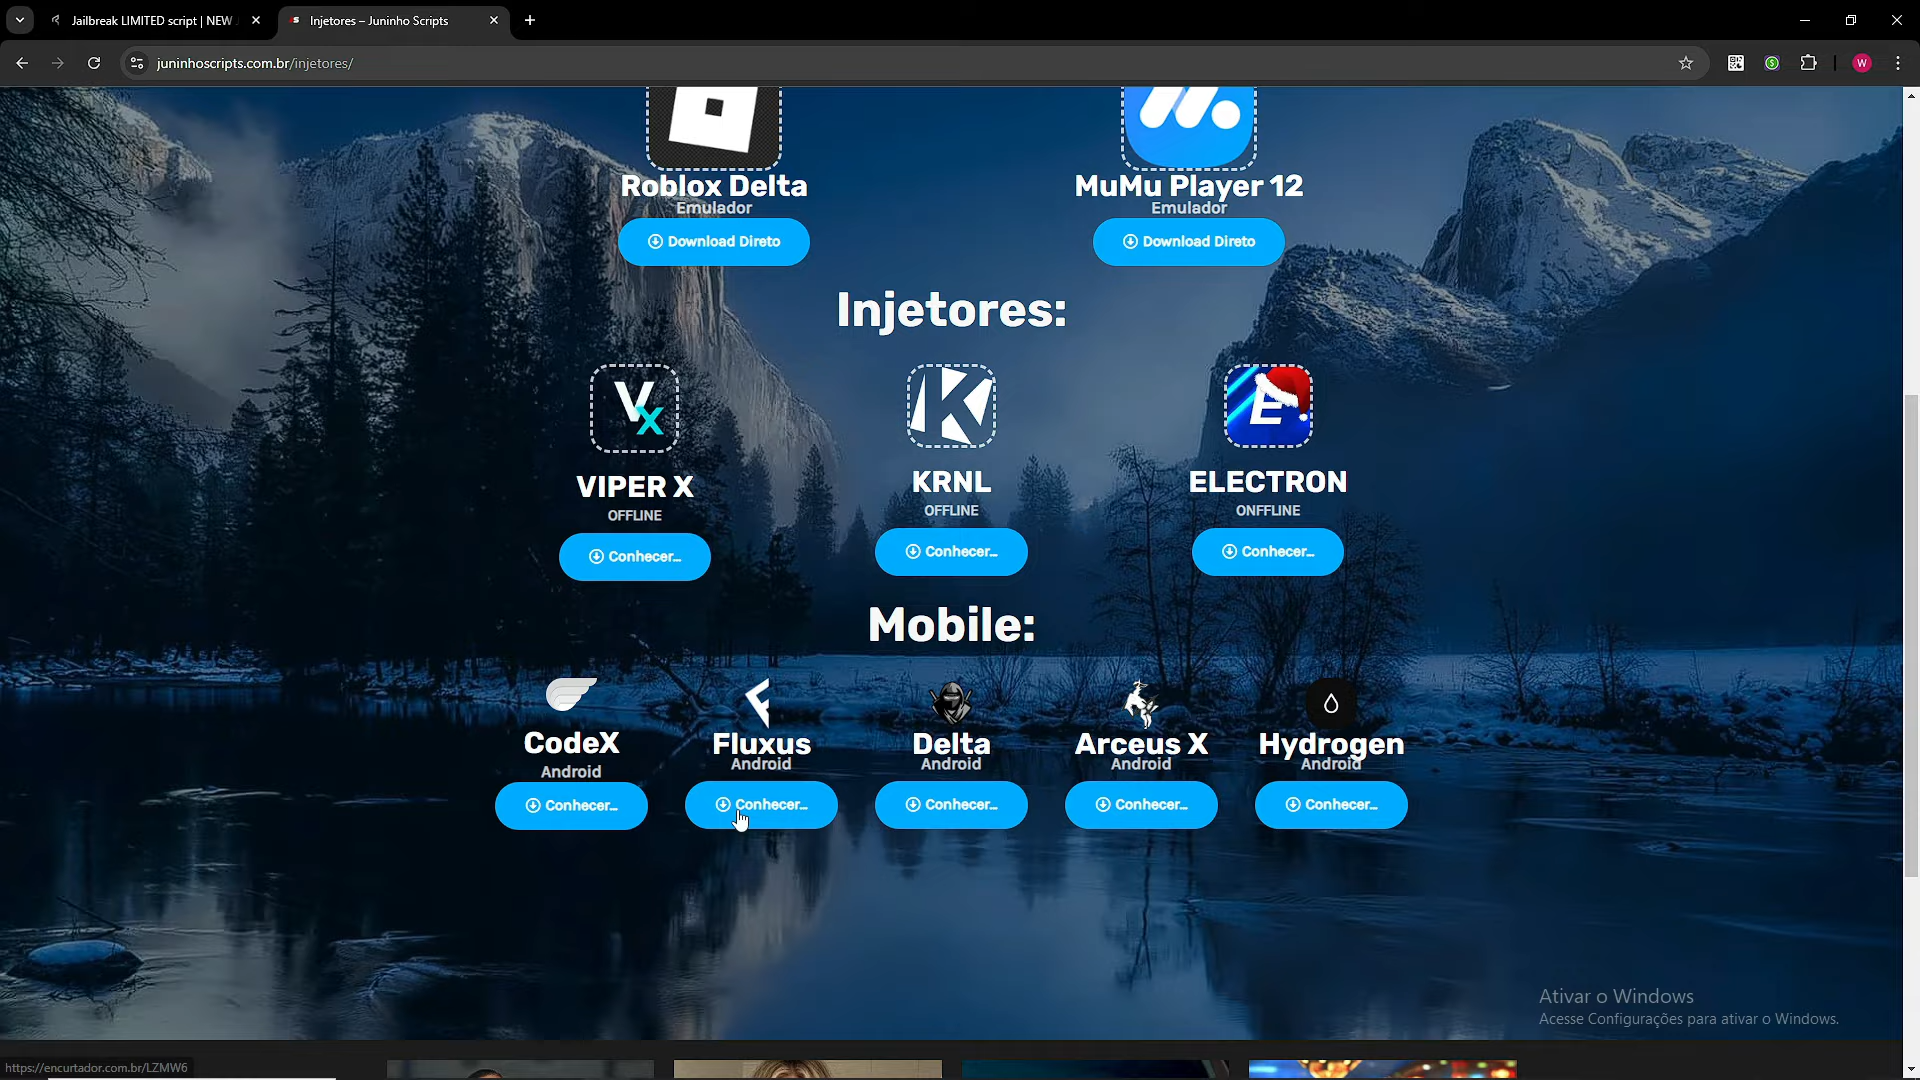 Jailbreak LIMITED script | NEW
Injetores – Juninho Scripts
juninhoscripts.com.br/injetores/
W
Roblox Delta
Emulador
Download Direto
MuMu Player 12
Emulador
Download Direto
Injetores:
VX
VIPER X
OFFLINE
Conhecer...
K
KRNL
OFFLINE
Conhecer...
E
ELECTRON
ONFFLINE
Conhecer...
Mobile:
CodeX
Android
Conhecer...
Fluxus
Android
Conhecer...
Delta
Android
Conhecer...
Arceus X
Android
Conhecer...
Hydrogen
Android
Conhecer...
Ativar o Windows
Acesse Configurações para ativar o Windows.
https://encurtador.com.br/LZMW6